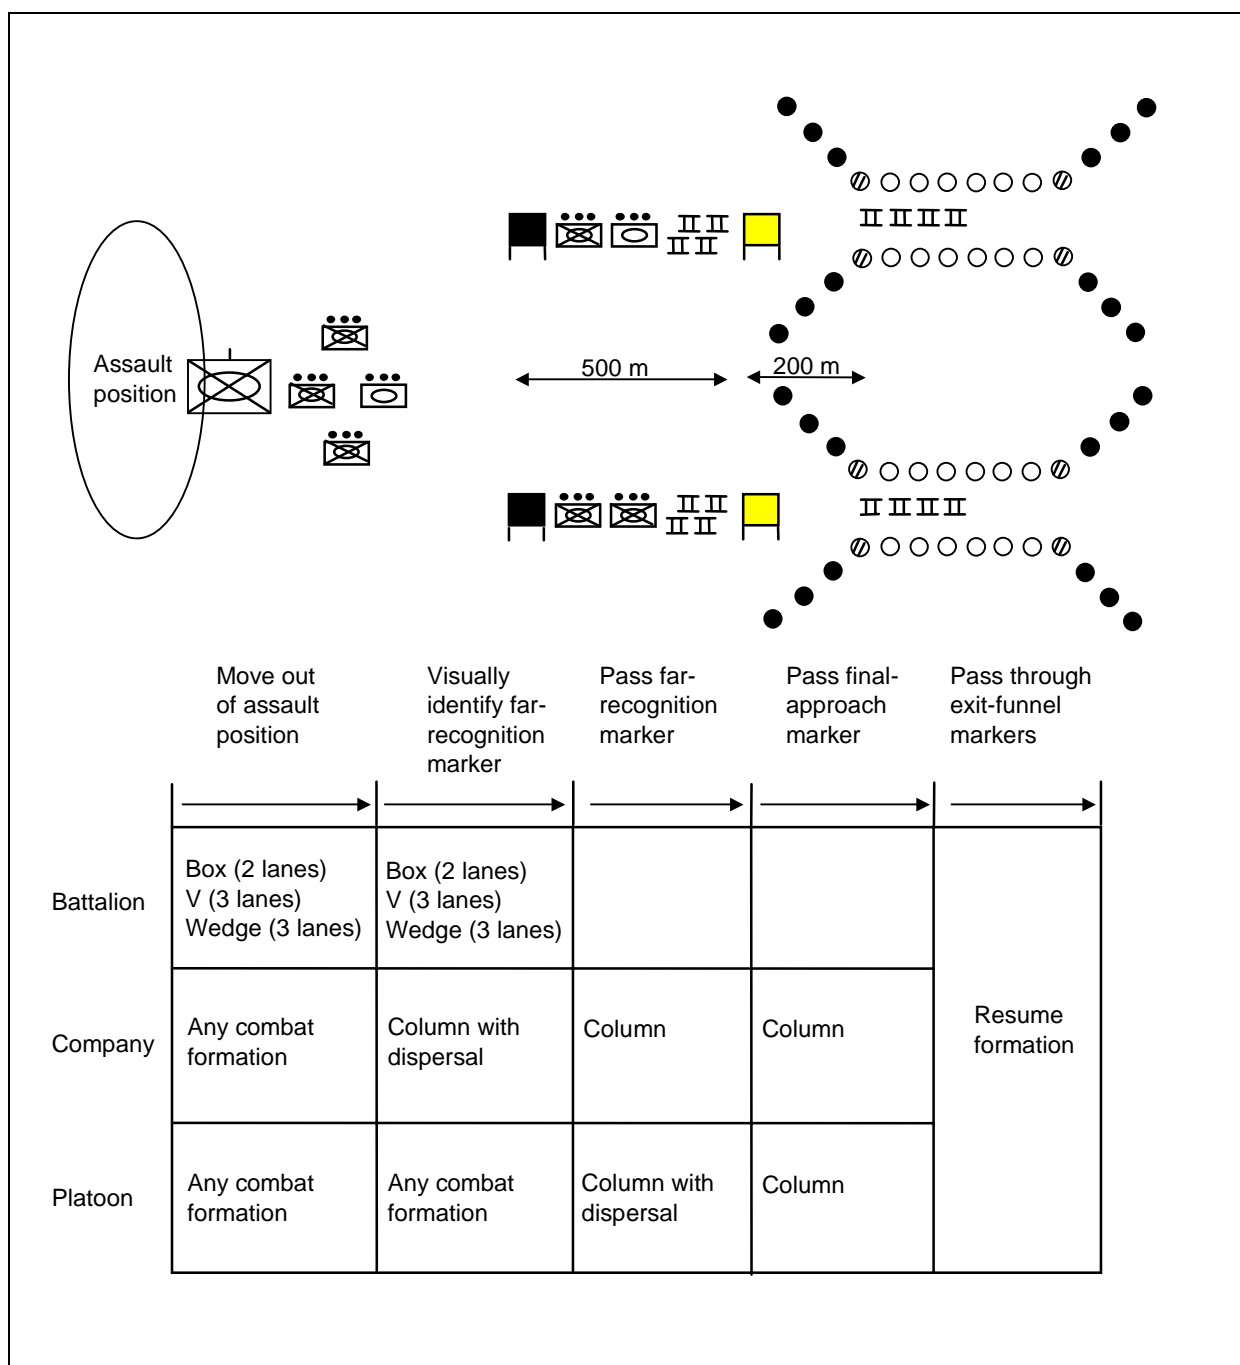 Assault
position
500 m
200 m
Move out
of assault
position
Visually
identify far-
recognition
marker
Pass far-
recognition
marker
Pass final-
approach
marker
Pass through
exit-funnel
markers
Battalion
Box (2 lanes)
V (3 lanes)
Wedge (3 lanes)
Box (2 lanes)
V (3 lanes)
Wedge (3 lanes)
Company
Any combat
formation
Column with
dispersal
Column
Column
Resume
formation
Platoon
Any combat
formation
Any combat
formation
Column with
dispersal
Column